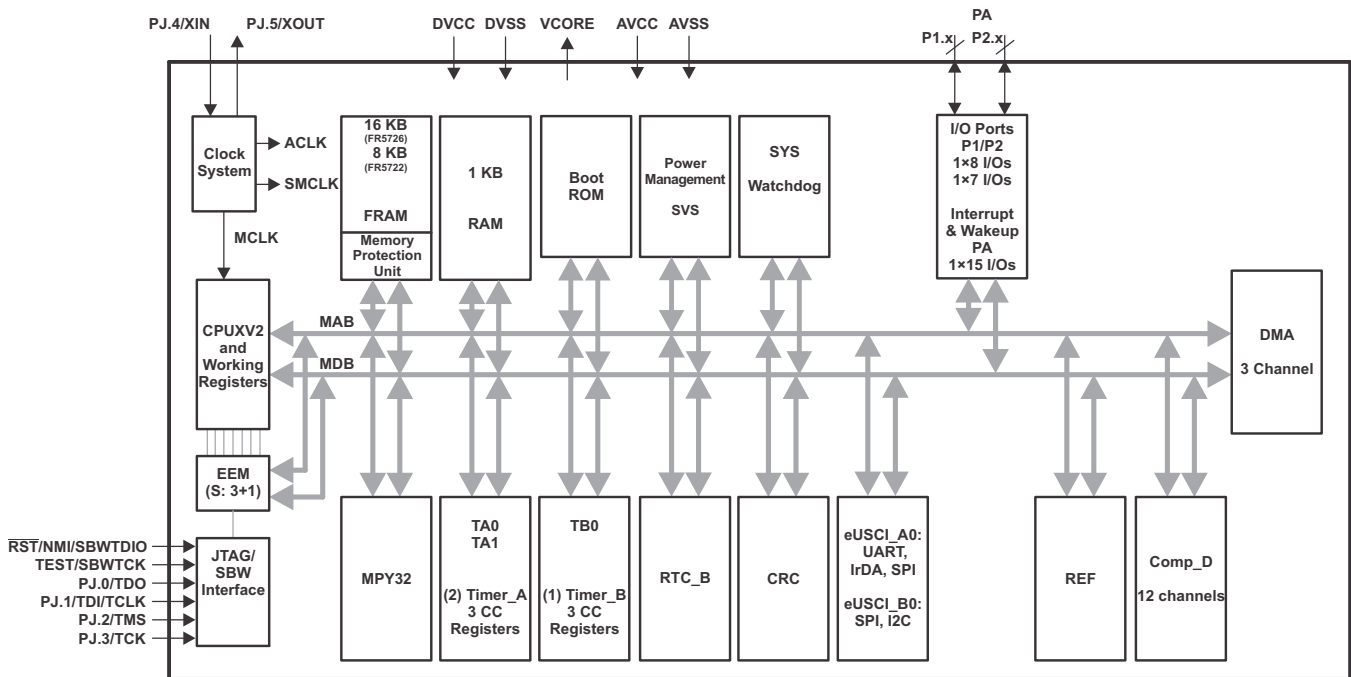 PJ.4/XIN
PJ.5/XOUT
DVCC
DVSS
VCORE
AVCC
AVSS
PA
P1.x
P2.x
Clock
System
ACLK
SMCLK
MCLK
16 KB
(FR5726)
8 KB
(FR5722)
FRAM
Memory
Protection
Unit
1 KB
RAM
Boot
ROM
Power
Management
SVS
SYS
Watchdog
I/O Ports
P1/P2
1×8 I/Os
1×7 I/Os
Interrupt
& Wakeup
PA
1×15 I/Os
CPUXV2
and
Working
Registers
MAB
MDB
DMA
3 Channel
EEM
(S: 3+1)
RST/NMI/SBWTDIO
TEST/SBWTCK
PJ.0/TDO
PJ.1/TDI/TCLK
PJ.2/TMS
PJ.3/TCK
JTAG/
SBW
Interface
MPY32
TA0
TA1
(2) Timer_A
3 CC
Registers
TB0
(1) Timer_B
3 CC
Registers
RTC_B
CRC
eUSCI_A0:
UART,
IrDA, SPI
eUSCI_B0:
SPI, I2C
REF
Comp_D
12 channels